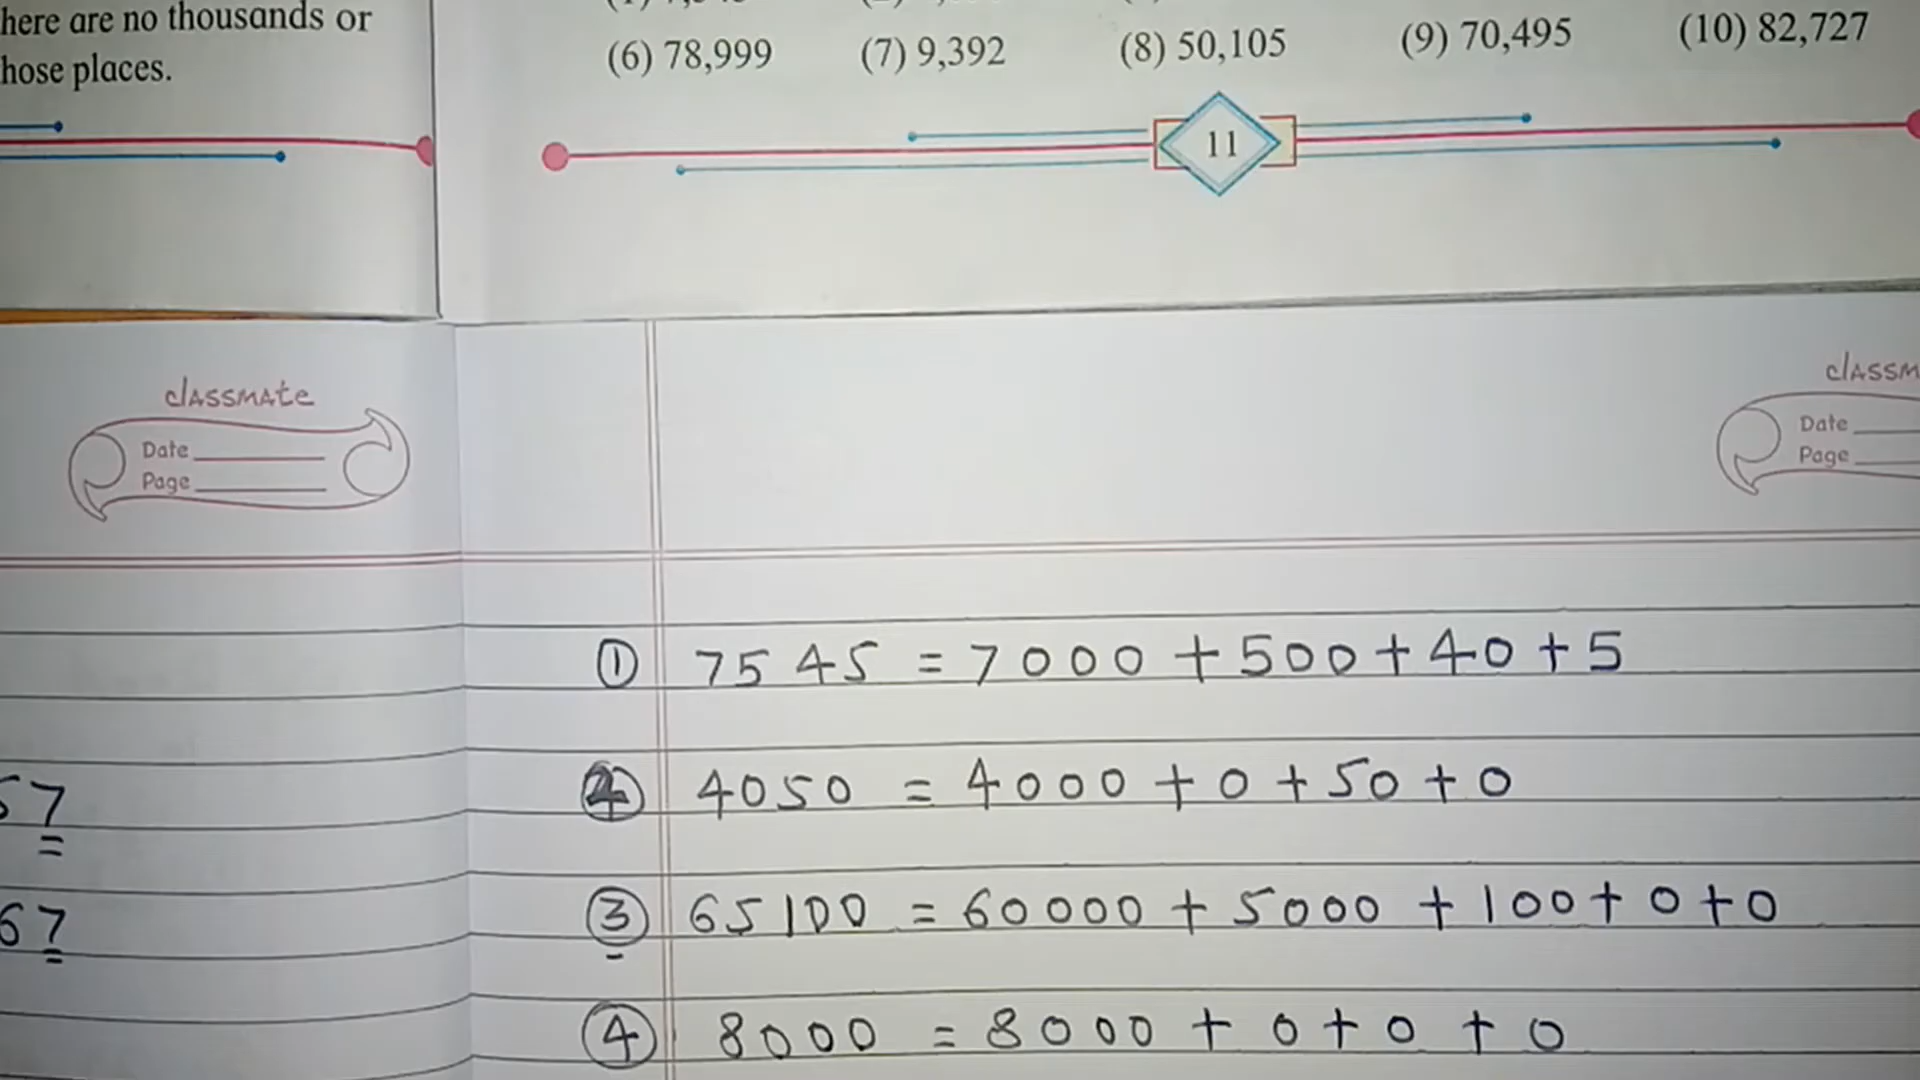 here are no thousands or
hose places.
(6) 78,999 (7) 9,392 (8) 50,105 (9) 70,495 (10) 82,727
11
classmate
Date
Page
classm
Date
Page
① 7545 = 7000 + 500 + 40 + 5
② 4050 = 4000 + 0 + 50 + 0
③ 65100 = 60000 + 5000 + 100 + 0 + 0
④ 8000 = 8000 + 0 + 0 + 0
57
67